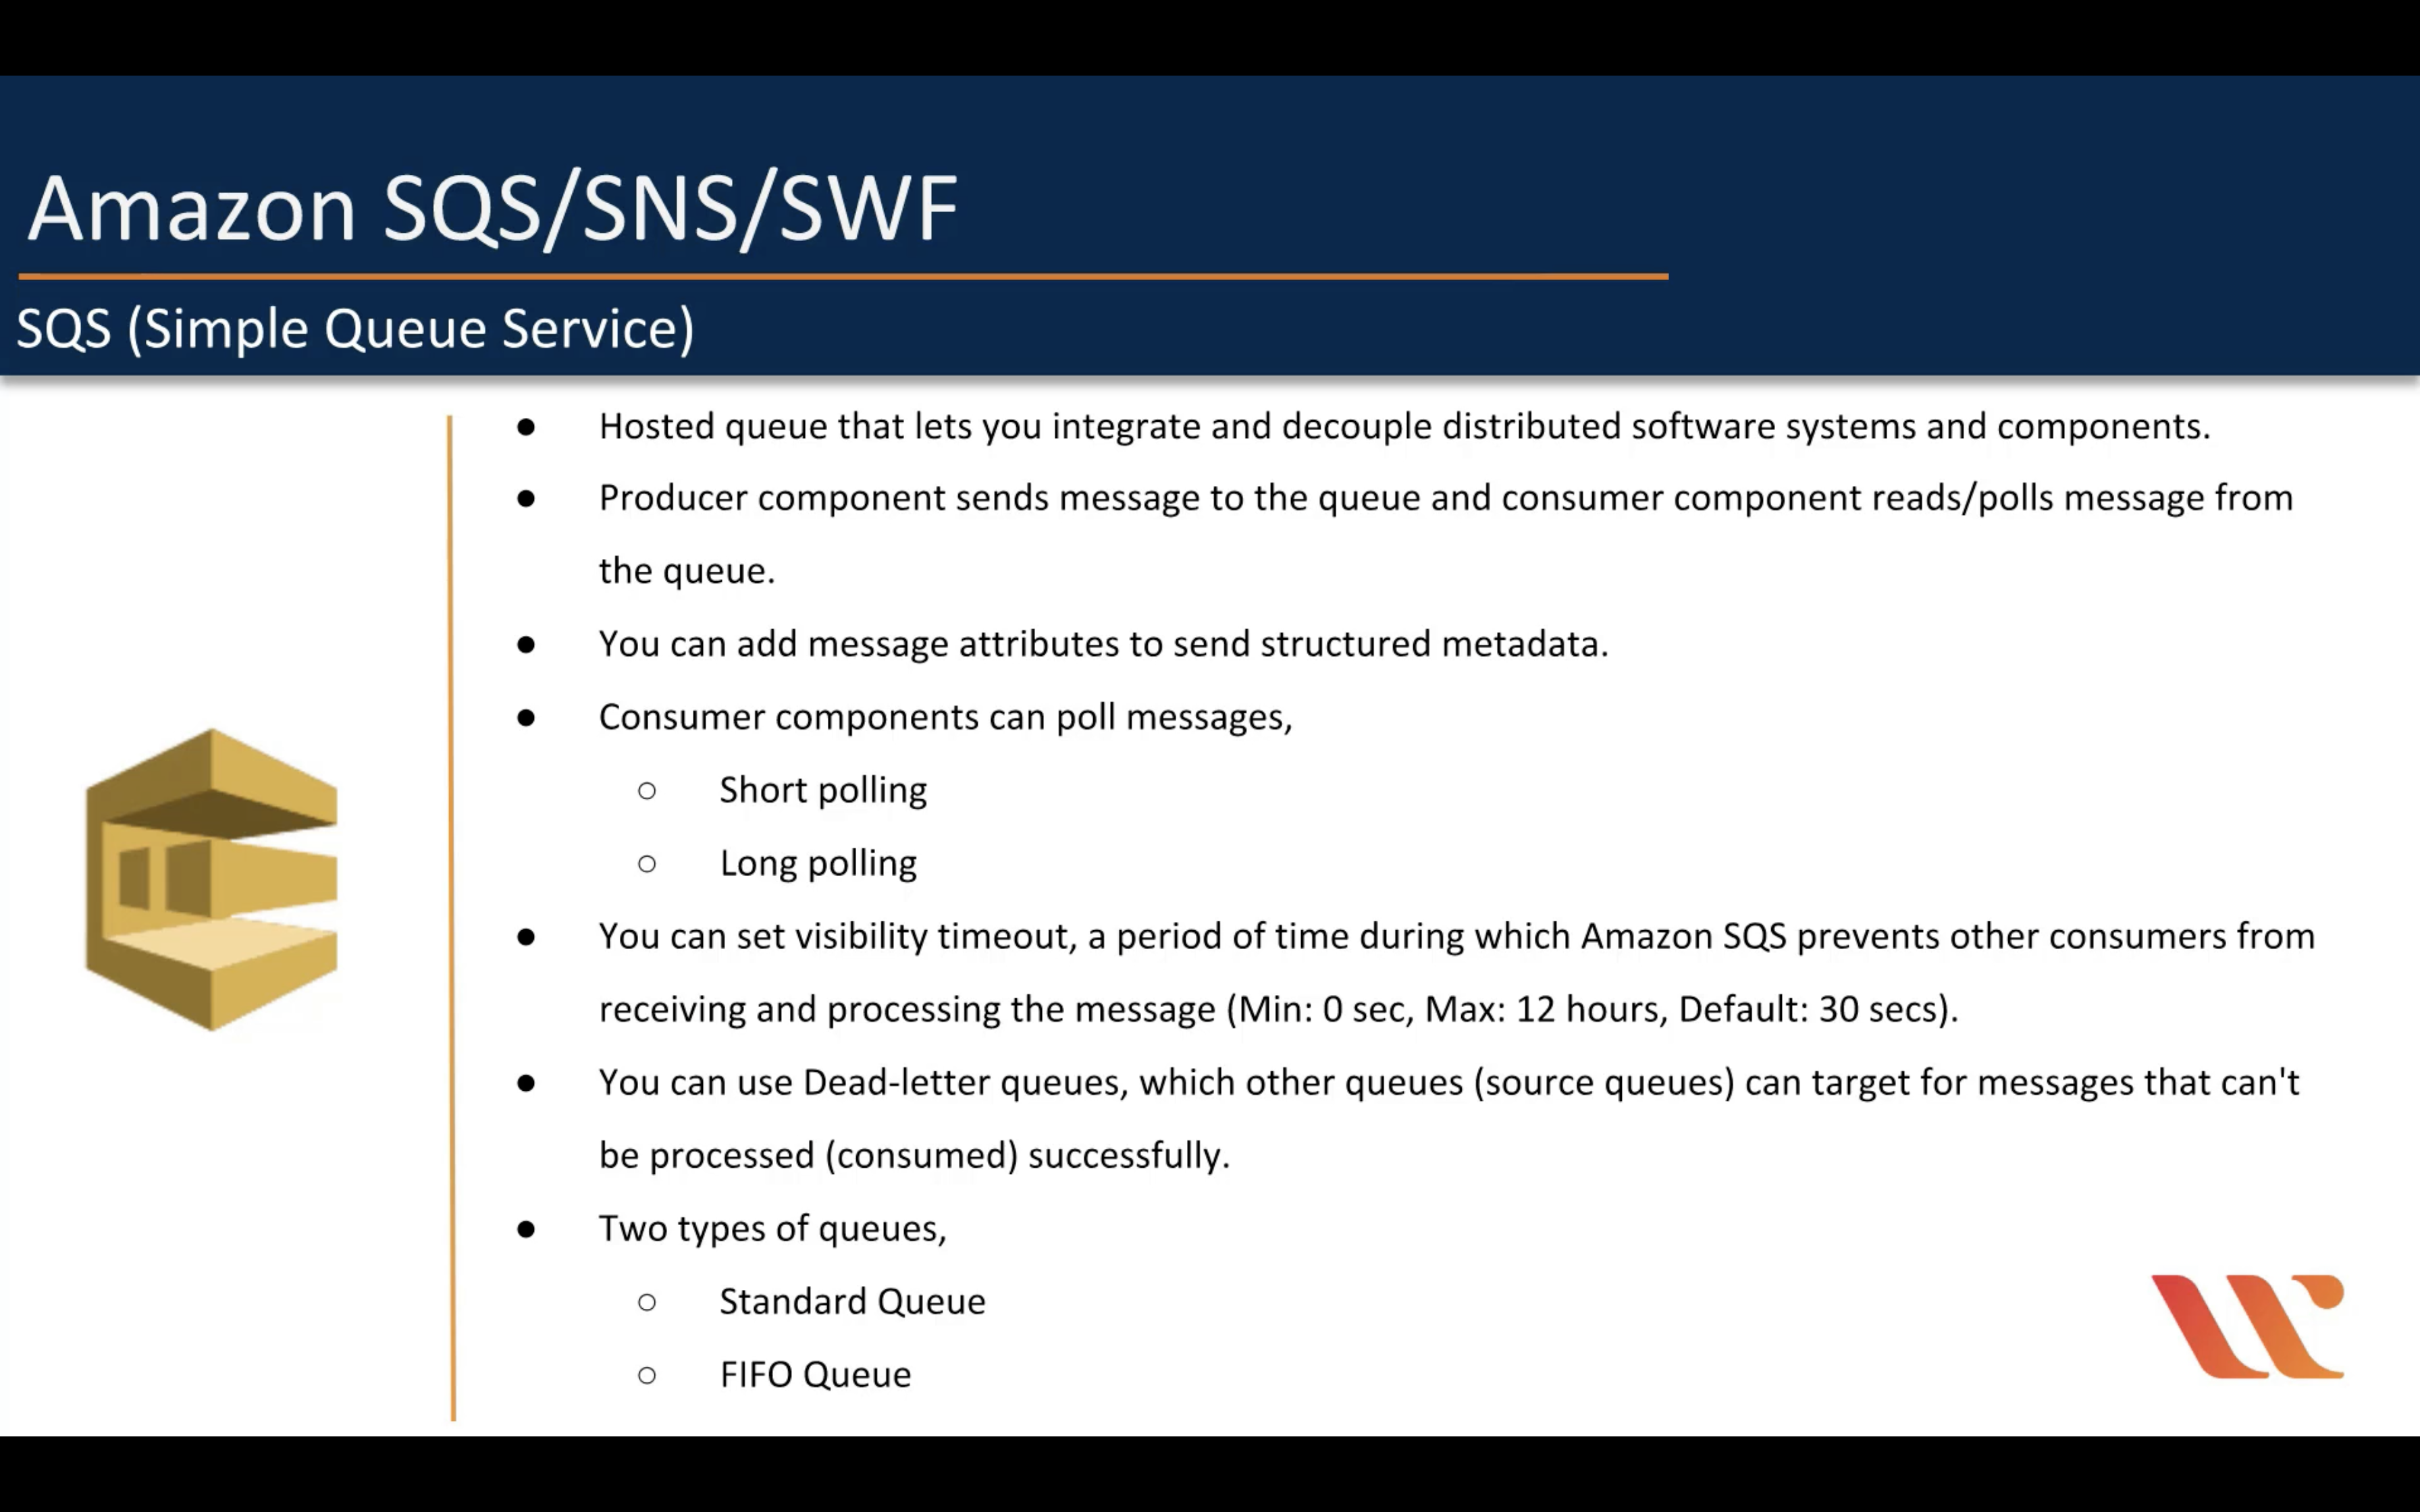 Amazon SQS/SNS/SWF
SQS (Simple Queue Service)
● Hosted queue that lets you integrate and decouple distributed software systems and components.
● Producer component sends message to the queue and consumer component reads/polls message from
the queue.
● You can add message attributes to send structured metadata.
● Consumer components can poll messages,
○ Short polling
○ Long polling
● You can set visibility timeout, a period of time during which Amazon SQS prevents other consumers from
receiving and processing the message (Min: 0 sec, Max: 12 hours, Default: 30 secs).
● You can use Dead-letter queues, which other queues (source queues) can target for messages that can't
be processed (consumed) successfully.
● Two types of queues,
○ Standard Queue
○ FIFO Queue